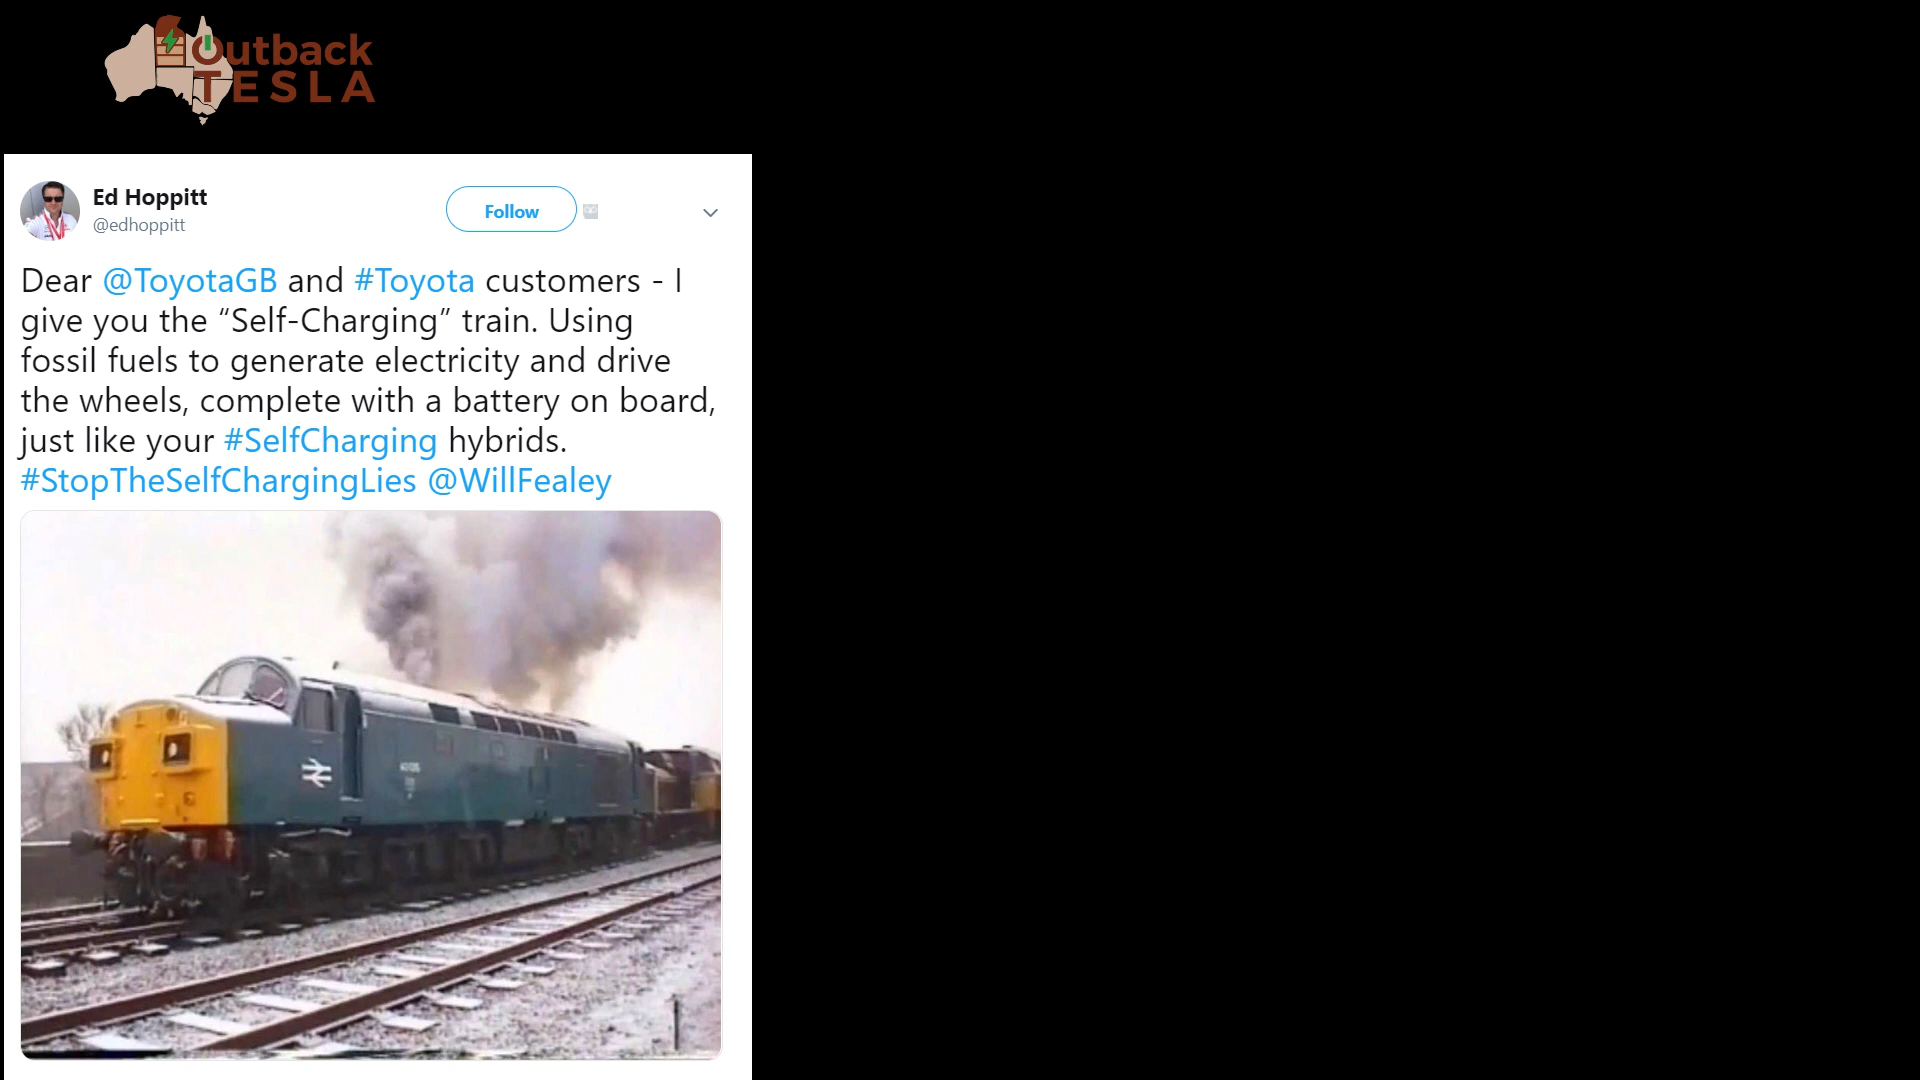 Outback
TESLA
Ed Hoppitt
@edhoppitt
Follow
Dear @ToyotaGB and #Toyota customers - I
give you the “Self-Charging” train. Using
fossil fuels to generate electricity and drive
the wheels, complete with a battery on board,
just like your #SelfCharging hybrids.
#StopTheSelfChargingLies @WillFealey